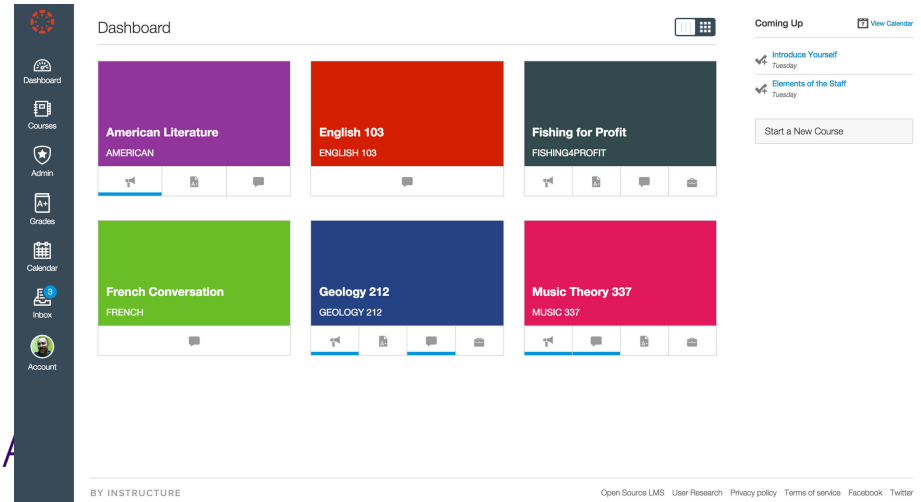 Dashboard
Courses
Admin
A+
Grades
Calendar
3
Inbox
Account
Dashboard
American Literature
AMERICAN
A+
English 103
ENGLISH 103
Fishing for Profit
FISHING4PROFIT
A+
French Conversation
FRENCH
Geology 212
GEOLOGY 212
A+
Music Theory 337
MUSIC 337
A+
Coming Up
View Calendar
Introduce Yourself
Tuesday
Elements of the Staff
Tuesday
Start a New Course
BY INSTRUCTURE
Open Source LMS User Research Privacy policy Terms of service Facebook Twitter